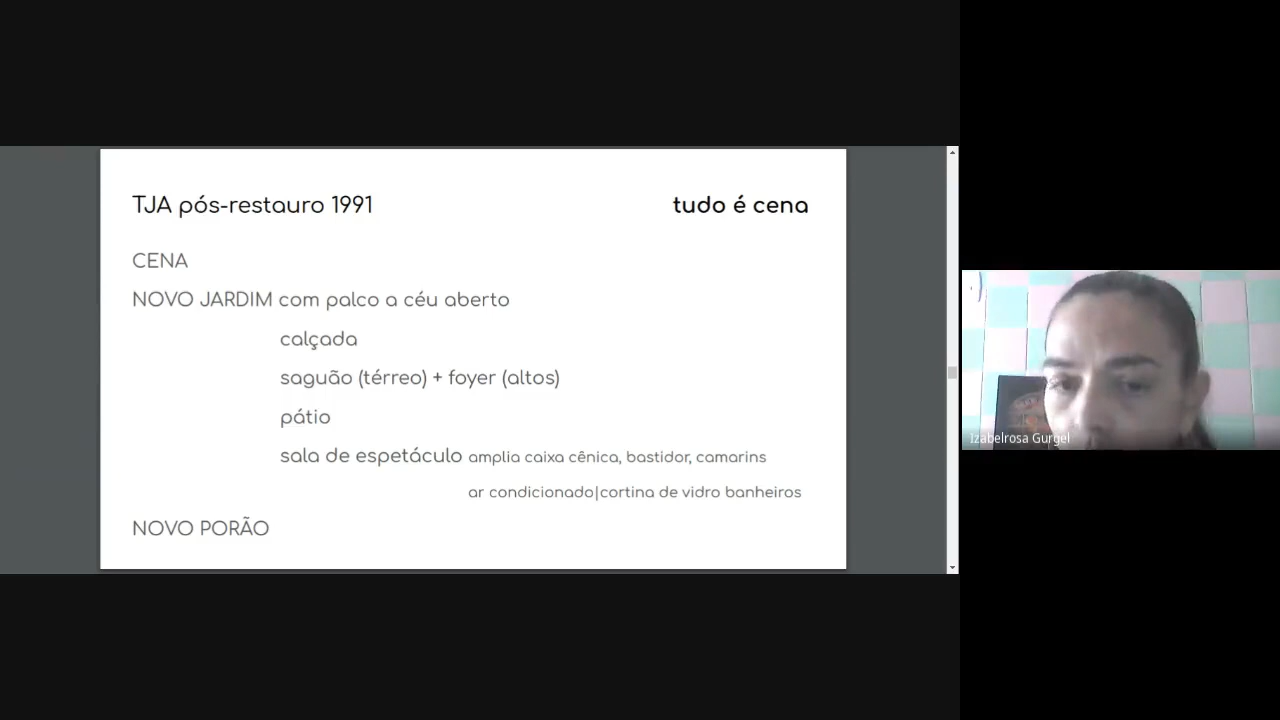 TJA pós-restauro 1991 tudo é cena
CENA
NOVO JARDIM com palco a céu aberto
calçada
saguão (térreo) + foyer (altos)
pátio
sala de espetáculo amplia caixa cênica, bastidor, camarins
ar condicionado|cortina de vidro banheiros
NOVO PORÃO
Izabelrosa Gurgel